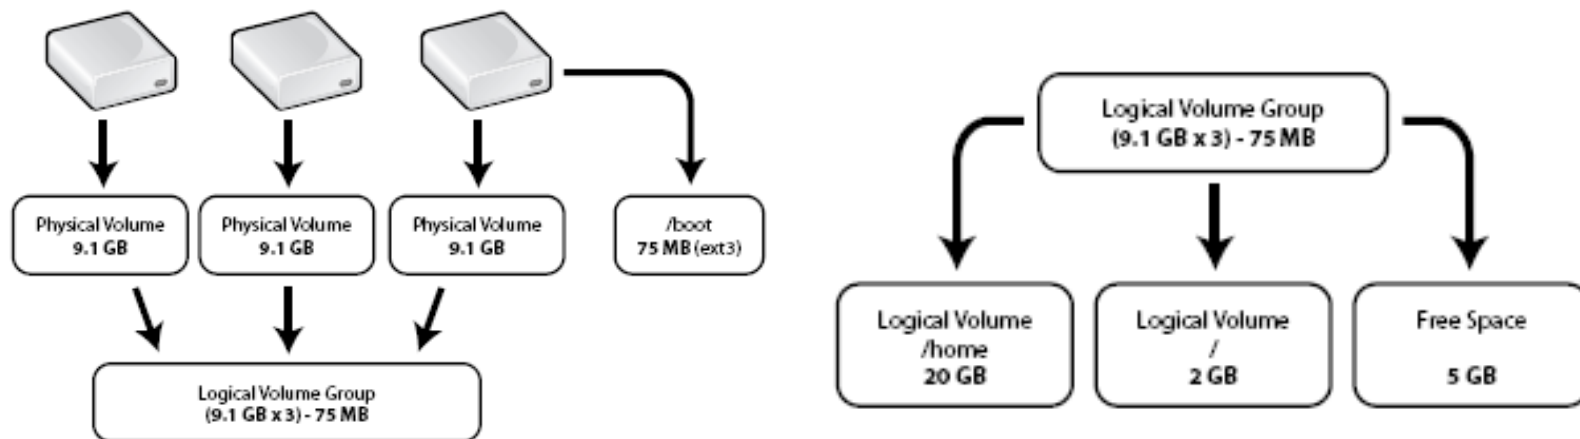 Physical Volume
9.1 GB
Physical Volume
9.1 GB
Physical Volume
9.1 GB
/boot
75 MB (ext3)
Logical Volume Group
(9.1 GB x 3) - 75 MB
Logical Volume Group
(9.1 GB x 3) - 75 MB
Logical Volume
/home
20 GB
Logical Volume
/
2 GB
Free Space
5 GB